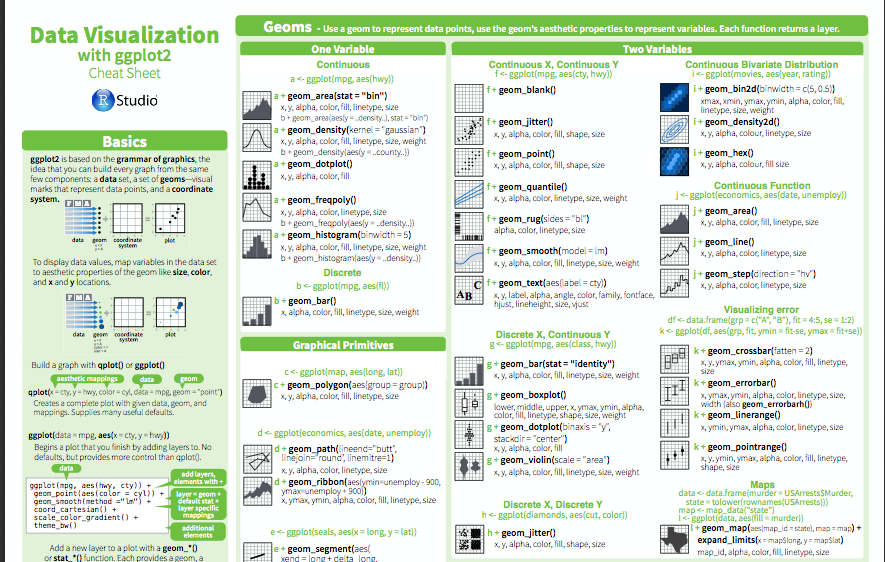 Data Visualization
with ggplot2
Cheat Sheet
R Studio
Basics
ggplot2 is based on the grammar of graphics, the
idea that you can build every graph from the same
few components: a data set, a set of geoms—visual
marks that represent data points, and a coordinate
system.
F M A
data geom coordinate system plot
To display data values, map variables in the data set
to aesthetic properties of the geom like size, color,
and x and y locations.
F M A
data geom coordinate system plot
Build a graph with qplot() or ggplot()
aesthetic mappings data geom
qplot(x = cty, y = hwy, color = cyl, data = mpg, geom = "point")
Creates a complete plot with given data, geom, and
mappings. Supplies many useful defaults.
ggplot(data = mpg, aes(x = cty, y = hwy))
Begins a plot that you finish by adding layers to. No
defaults, but provides more control than qplot().
data
ggplot(mpg, aes(hwy, cty)) +
geom_point(aes(color = cyl)) +
geom_smooth(method ="lm") +
coord_cartesian() +
scale_color_gradient() +
theme_bw()
add layers,
elements with +
layer = geom +
default stat +
layer specific
mappings
additional
elements
Add a new layer to a plot with a geom_*()
or stat_*() function. Each provides a geom, a
Geoms - Use a geom to represent data points, use the geom's aesthetic properties to represent variables. Each function returns a layer.
One Variable
Continuous
a <- ggplot(mpg, aes(hwy))
a + geom_area(stat = "bin")
x, y, alpha, color, fill, linetype, size
b + geom_area(aes(y = ..density..), stat = "bin")
a + geom_density(kernel = "gaussian")
x, y, alpha, color, fill, linetype, size, weight
b + geom_density(aes(y = ..county..))
a + geom_dotplot()
x, y, alpha, color, fill
a + geom_freqpoly()
x, y, alpha, color, linetype, size
b + geom_freqpoly(aes(y = ..density..))
a + geom_histogram(binwidth = 5)
x, y, alpha, color, fill, linetype, size, weight
b + geom_histogram(aes(y = ..density..))
Discrete
b <- ggplot(mpg, aes(fl))
b + geom_bar()
x, alpha, color, fill, linetype, size, weight
Graphical Primitives
c <- ggplot(map, aes(long, lat))
c + geom_polygon(aes(group = group))
x, y, alpha, color, fill, linetype, size
d <- ggplot(economics, aes(date, unemploy))
d + geom_path(lineend="butt",
linejoin="round", linemitre=1)
x, y, alpha, color, linetype, size
d + geom_ribbon(aes(ymin=unemploy - 900,
ymax=unemploy + 900))
x, ymax, ymin, alpha, color, fill, linetype, size
e <- ggplot(seals, aes(x = long, y = lat))
e + geom_segment(aes(
xend = long + delta_long,
Two Variables
Continuous X, Continuous Y
f <- ggplot(mpg, aes(cty, hwy))
f + geom_blank()
f + geom_jitter()
x, y, alpha, color, fill, shape, size
f + geom_point()
x, y, alpha, color, fill, shape, size
f + geom_quantile()
x, y, alpha, color, linetype, size, weight
f + geom_rug(sides = "bl")
alpha, color, linetype, size
f + geom_smooth(model = lm)
x, y, alpha, color, fill, linetype, size, weight
A B C
f + geom_text(aes(label = cty))
x, y, label, alpha, angle, color, family, fontface,
hjust, lineheight, size, vjust
Discrete X, Continuous Y
g <- ggplot(mpg, aes(class, hwy))
g + geom_bar(stat = "identity")
x, y, alpha, color, fill, linetype, size, weight
g + geom_boxplot()
lower, middle, upper, x, ymax, ymin, alpha,
color, fill, linetype, shape, size, weight
g + geom_dotplot(binaxis = "y",
stackdir = "center")
x, y, alpha, color, fill
g + geom_violin(scale = "area")
x, y, alpha, color, fill, linetype, size, weight
Discrete X, Discrete Y
h <- ggplot(diamonds, aes(cut, color))
h + geom_jitter()
x, y, alpha, color, fill, shape, size
Continuous Bivariate Distribution
i <- ggplot(movies, aes(year, rating))
i + geom_bin2d(binwidth = c(5, 0.5))
xmax, xmin, ymax, ymin, alpha, color, fill,
linetype, size, weight
i + geom_density2d()
x, y, alpha, colour, linetype, size
i + geom_hex()
x, y, alpha, colour, fill size
Continuous Function
j <- ggplot(economics, aes(date, unemploy))
j + geom_area()
x, y, alpha, color, fill, linetype, size
j + geom_line()
x, y, alpha, color, linetype, size
j + geom_step(direction = "hv")
x, y, alpha, color, linetype, size
Visualizing error
df <- data.frame(grp = c("A", "B"), fit = 4:5, se = 1:2)
k <- ggplot(df, aes(grp, fit, ymin = fit-se, ymax = fit+se))
k + geom_crossbar(fatten = 2)
x, y, ymax, ymin, alpha, color, fill, linetype,
size
k + geom_errorbar()
x, ymax, ymin, alpha, color, linetype, size,
width (also geom_errorbarh())
k + geom_linerange()
x, ymin, ymax, alpha, color, linetype, size
k + geom_pointrange()
x, y, ymin, ymax, alpha, color, fill, linetype,
shape, size
Maps
data <- data.frame(murder = USArrests$Murder,
state = tolower(rownames(USArrests)))
map <- map_data("state")
l <- ggplot(data, aes(fill = murder))
l + geom_map(aes(map_id = state), map = map) +
expand_limits(x = map$long, y = map$lat)
map_id, alpha, color, fill, linetype, size